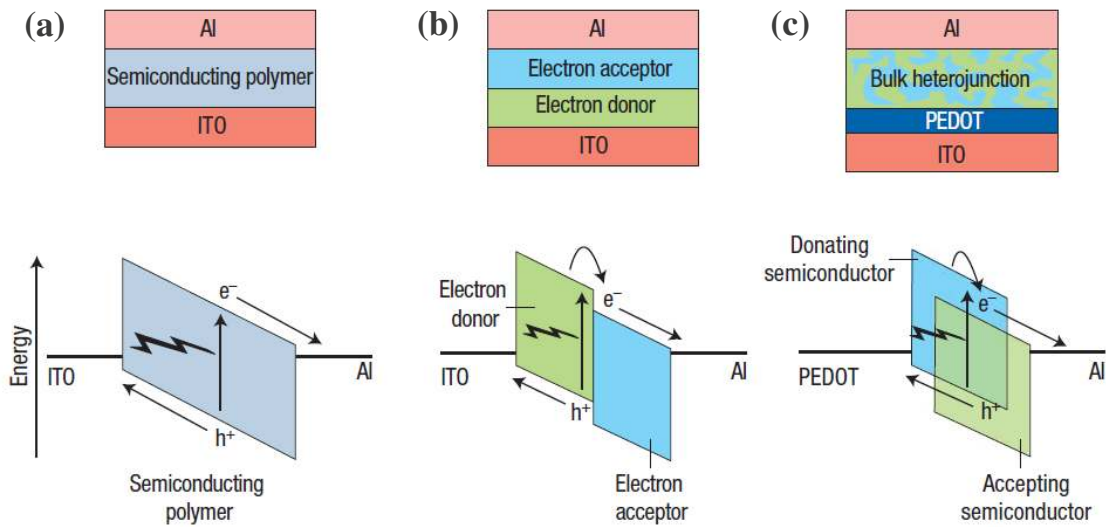 (a)
Al
Semiconducting polymer
ITO
(b)
Al
Electron acceptor
Electron donor
ITO
(c)
Al
Bulk heterojunction
PEDOT
ITO
Energy
ITO
e⁻
h⁺
Al
Semiconducting
polymer
Electron
donor
ITO
e⁻
h⁺
Al
Electron
acceptor
Donating
semiconductor
PEDOT
e⁻
h⁺
Al
Accepting
semiconductor